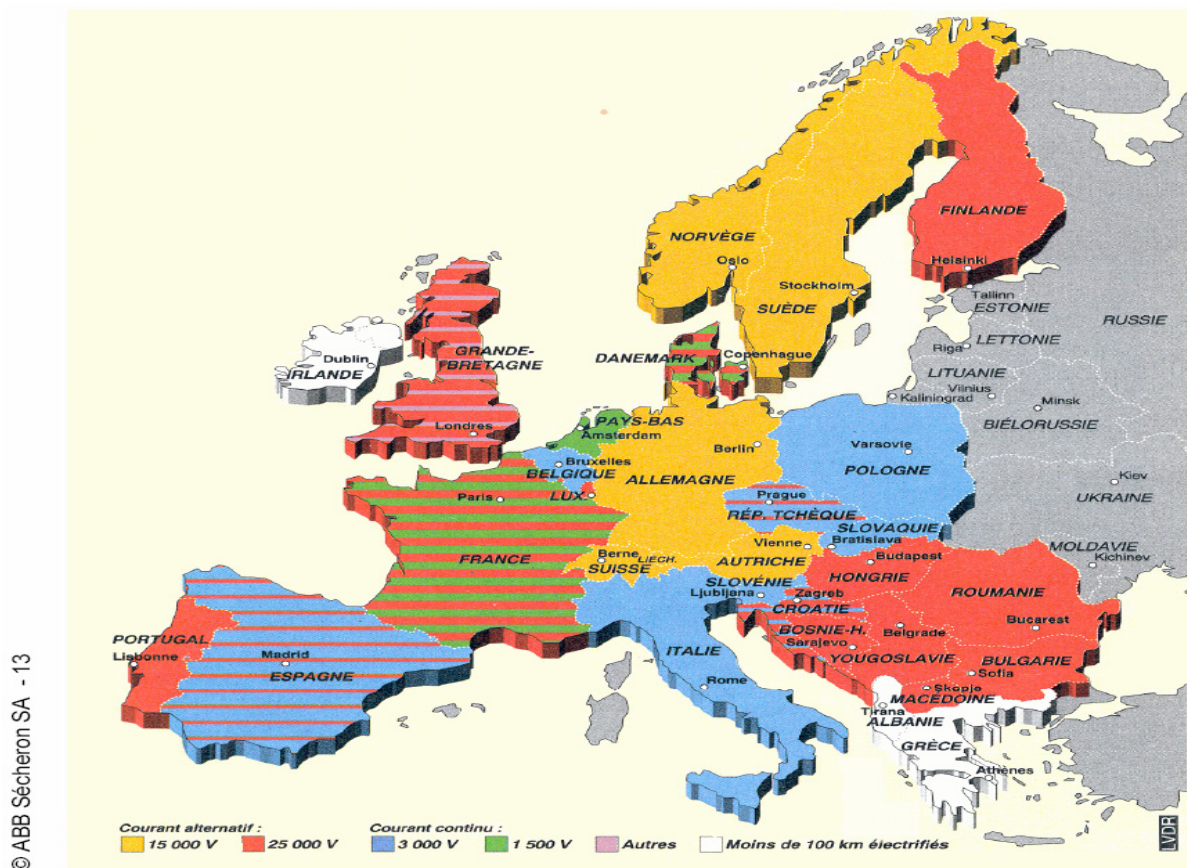 NORVÈGE
Oslo
SUÈDE
Stockholm
FINLANDE
Helsinki
Tallinn
ESTONIE
RUSSIE
Riga
LETTONIE
LITUANIE
Vilnius
Kaliningrad
Minsk
BIÉLORUSSIE
Dublin
IRLANDE
GRANDE-
BRETAGNE
Londres
DANEMARK
Copenhague
PAYS-BAS
Amsterdam
Berlin
Varsovie
POLOGNE
Kiev
UKRAINE
Bruxelles
BELGIQUE
ALLEMAGNE
Paris
LUX.
Prague
RÉP. TCHÈQUE
SLOVAQUIE
Bratislava
Vienne
AUTRICHE
MOLDAVIE
Kichinev
FRANCE
Berne
LIECH.
SUISSE
Budapest
HONGRIE
SLOVÉNIE
Ljubljana
Zagreb
CROATIE
ROUMANIE
Bucarest
BOSNIE-H.
Sarajevo
Belgrade
YOUGOSLAVIE
BULGARIE
Sofia
PORTUGAL
Lisbonne
Madrid
ESPAGNE
ITALIE
Rome
Skopje
MACÉDOINE
Tirana
ALBANIE
GRÈCE
Athènes
Courant alternatif :
15 000 V
25 000 V
Courant continu :
3 000 V
1 500 V
Autres
Moins de 100 km électrifiés
LVDR
© ABB Sécheron SA - 13